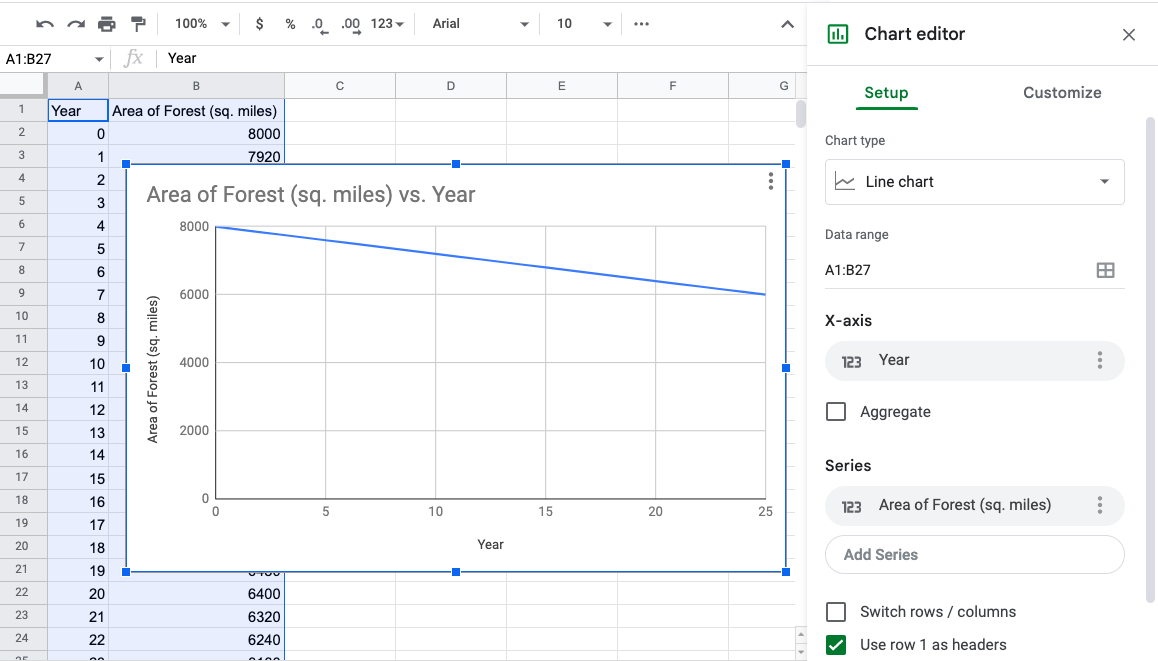 100% $ % .0 .00 123 Arial 10 ...
A1:B27 fx Year
A B C D E F G
1 Year Area of Forest (sq. miles)
2 0 8000
3 1 7920
4 2
5 3
6 4
7 5
8 6
9 7
10 8
11 9
12 10
13 11
14 12
15 13
16 14
17 15
18 16
19 17
20 18
21 19
22 20 6400
23 21 6320
24 22 6240
Area of Forest (sq. miles) vs. Year
Area of Forest (sq. miles)
8000
6000
4000
2000
0
0 5 10 15 20 25
Year
Chart editor
Setup Customize
Chart type
Line chart
Data range
A1:B27
X-axis
123 Year
Aggregate
Series
123 Area of Forest (sq. miles)
Add Series
Switch rows / columns
Use row 1 as headers